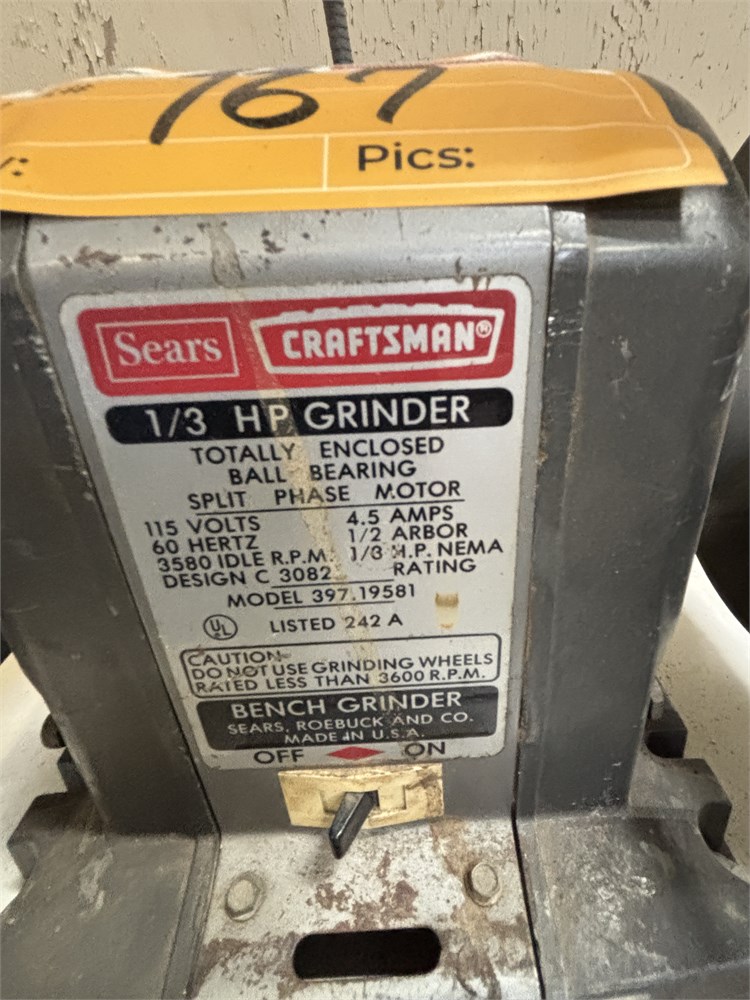 167
Pics:
Sears CRAFTSMAN®
1/3 HP GRINDER
TOTALLY ENCLOSED
BALL BEARING
SPLIT PHASE MOTOR
115 VOLTS 4.5 AMPS
60 HERTZ 1/2 ARBOR
3580 IDLE R.P.M. 1/3 H.P. NEMA
DESIGN C 3082 RATING
MODEL 397.19581
UL LISTED 242 A
CAUTION-
DO NOT USE GRINDING WHEELS
RATED LESS THAN 3600 R.P.M.
BENCH GRINDER
SEARS, ROEBUCK AND CO.
MADE IN U.S.A.
OFF ON